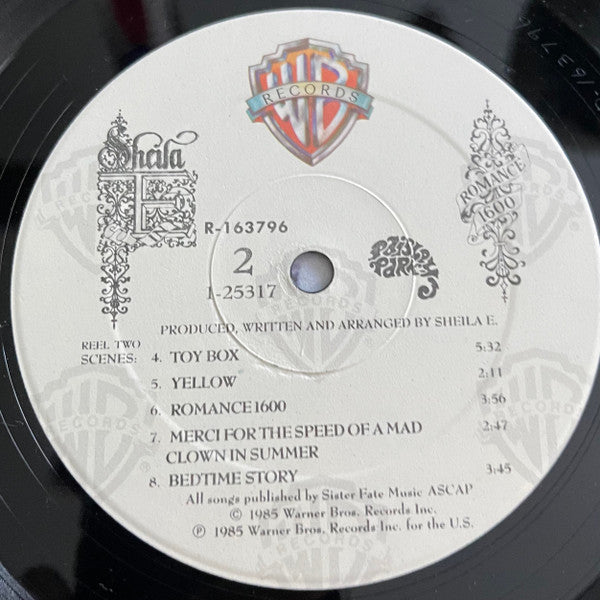 WB
RECORDS
Sheila
E
ROMANCE
1600
R-163796
2
1-25317
PAISLEY
PARK
PRODUCED, WRITTEN AND ARRANGED BY SHEILA E.
REEL TWO
SCENES: 4. TOY BOX 5:32
5. YELLOW 2:11
6. ROMANCE 1600 3:56
7. MERCI FOR THE SPEED OF A MAD 2:47
CLOWN IN SUMMER
8. BEDTIME STORY 3:45
All songs published by Sister Fate Music ASCAP
© 1985 Warner Bros. Records Inc.
℗ 1985 Warner Bros. Records Inc. for the U.S.